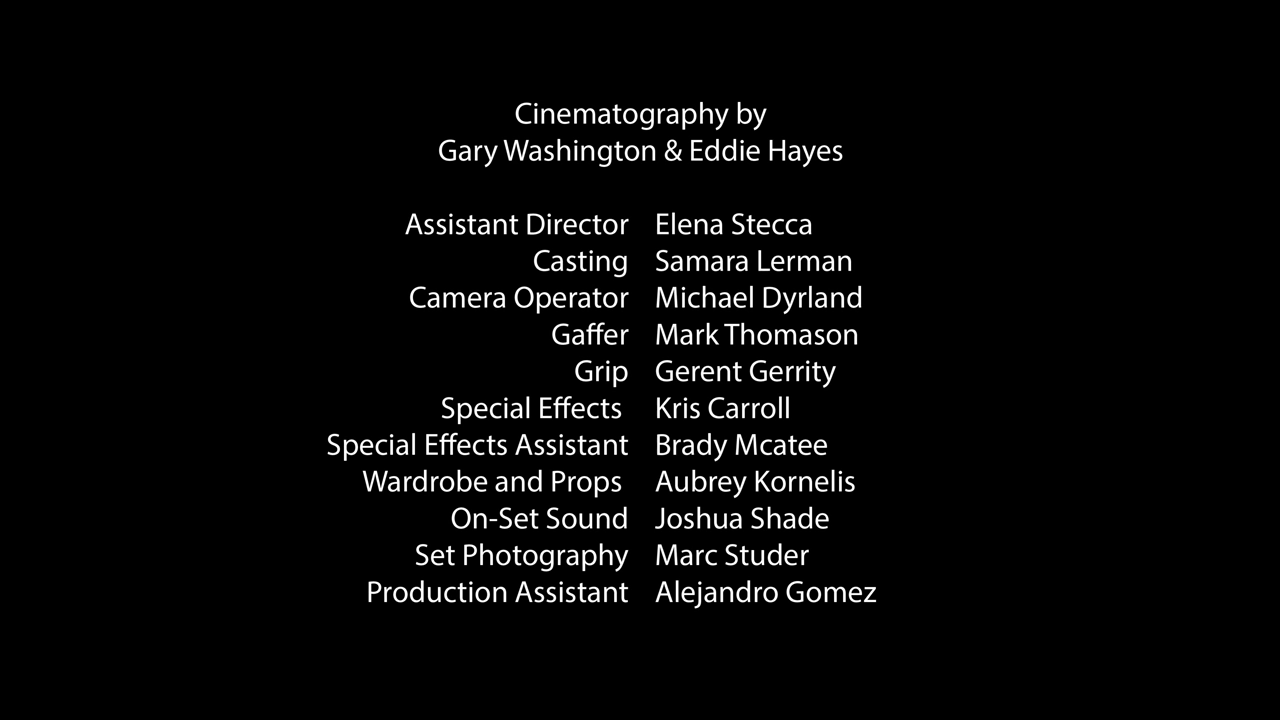 Cinematography by
Gary Washington & Eddie Hayes
Assistant Director Elena Stecca
Casting Samara Lerman
Camera Operator Michael Dyrland
Gaffer Mark Thomason
Grip Gerent Gerrity
Special Effects Kris Carroll
Special Effects Assistant Brady Mcatee
Wardrobe and Props Aubrey Kornelis
On-Set Sound Joshua Shade
Set Photography Marc Studer
Production Assistant Alejandro Gomez